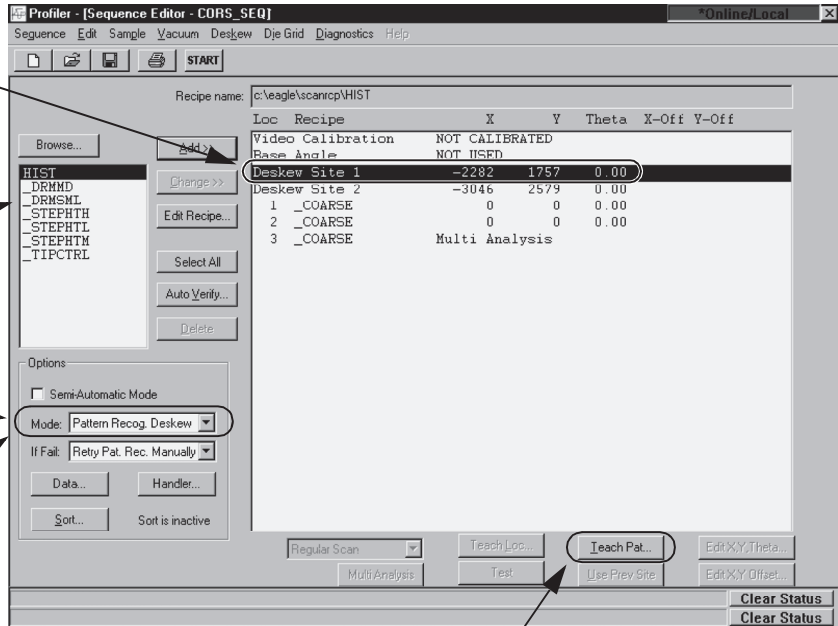 Profiler - [Sequence Editor - CORS_SEQ]
*Online/Local
Sequence Edit Sample Vacuum Deskew Die Grid Diagnostics Help
START
Recipe name: c:\eagle\scanrcp\HIST
Loc Recipe X Y Theta X-Off Y-Off
Video Calibration NOT CALIBRATED
Base Angle NOT USED
Deskew Site 1 -2282 1757 0.00
Deskew Site 2 -3046 2579 0.00
1 _COARSE 0 0 0.00
2 _COARSE 0 0 0.00
3 _COARSE Multi Analysis
Browse...
HIST
_DRMMD
_DRMSML
_STEPHTH
_STEPHTL
_STEPHTM
_TIPCTRL
Add >>
Change >>
Edit Recipe...
Select All
Auto Verify...
Delete
Options
Semi-Automatic Mode
Mode: Pattern Recog. Deskew
If Fail: Retry Pat. Rec. Manually
Data... Handler...
Sort... Sort is inactive
Regular Scan Teach Loc... Teach Pat... Edit X,Y,Theta...
Multi Analysis Test Use Prev Site Edit X,Y Offset...
Clear Status
Clear Status